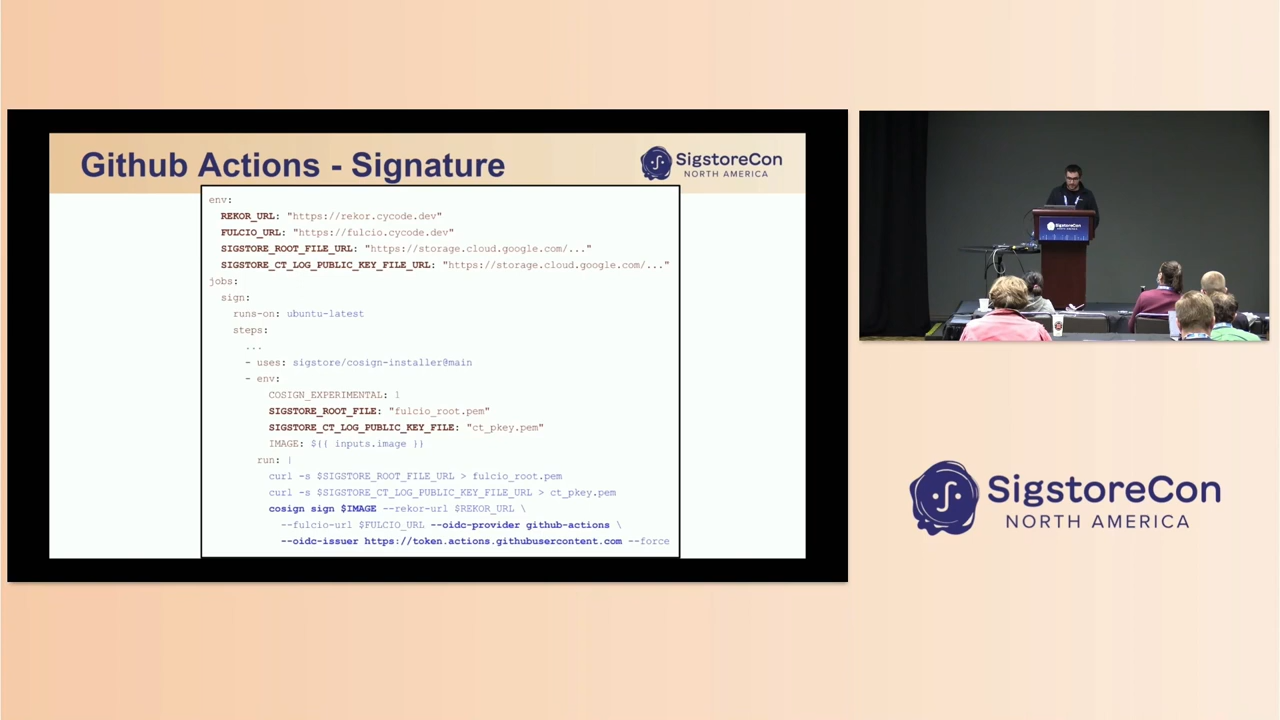 Github Actions - Signature
SigstoreCon
NORTH AMERICA
env:
REKOR_URL: "https://rekor.cycode.dev"
FULCIO_URL: "https://fulcio.cycode.dev"
SIGSTORE_ROOT_FILE_URL: "https://storage.cloud.google.com/..."
SIGSTORE_CT_LOG_PUBLIC_KEY_FILE_URL: "https://storage.cloud.google.com/..."
jobs:
sign:
runs-on: ubuntu-latest
steps:
...
- uses: sigstore/cosign-installer@main
- env:
COSIGN_EXPERIMENTAL: 1
SIGSTORE_ROOT_FILE: "fulcio_root.pem"
SIGSTORE_CT_LOG_PUBLIC_KEY_FILE: "ct_pkey.pem"
IMAGE: ${{ inputs.image }}
run: |
curl -s $SIGSTORE_ROOT_FILE_URL > fulcio_root.pem
curl -s $SIGSTORE_CT_LOG_PUBLIC_KEY_FILE_URL > ct_pkey.pem
cosign sign $IMAGE --rekor-url $REKOR_URL \
--fulcio-url $FULCIO_URL --oidc-provider github-actions \
--oidc-issuer https://token.actions.githubusercontent.com --force
SigstoreCon
SigstoreCon
NORTH AMERICA